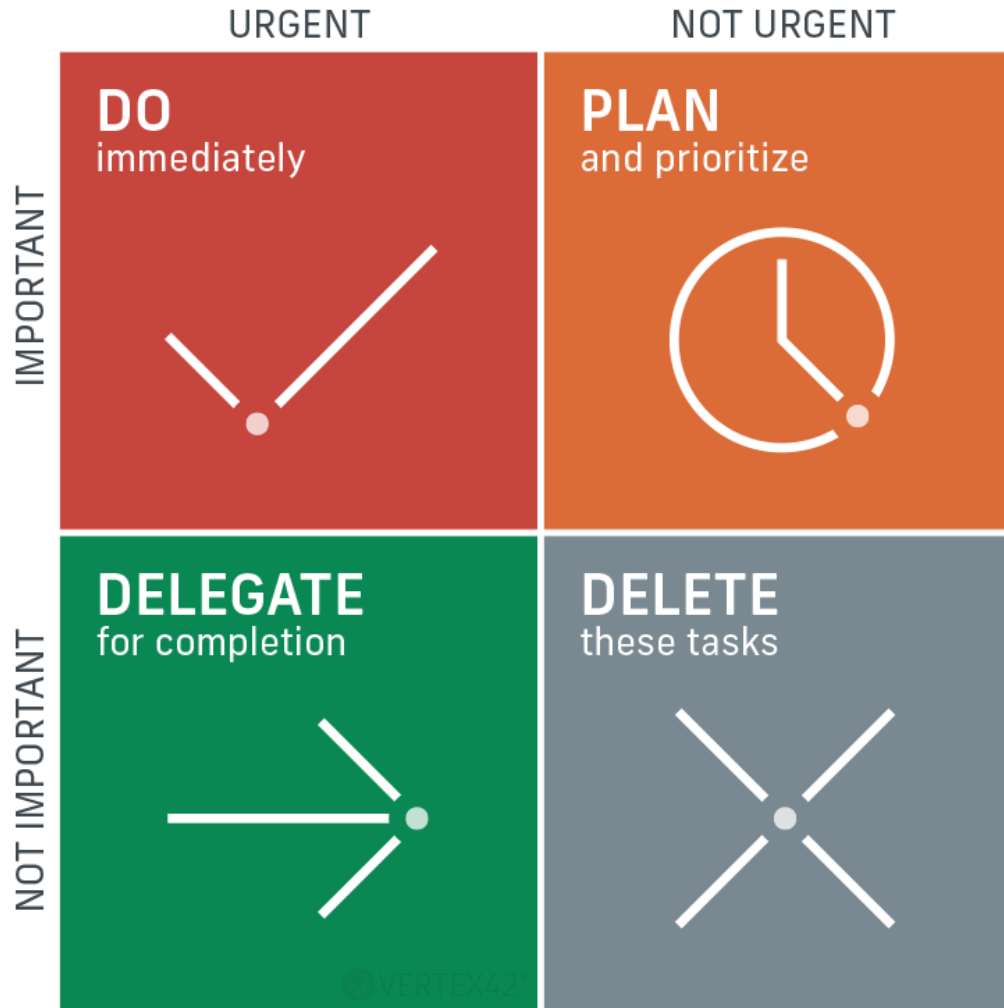 URGENT
NOT URGENT
IMPORTANT
DO
immediately
PLAN
and prioritize
NOT IMPORTANT
DELEGATE
for completion
DELETE
these tasks
VERTEX42